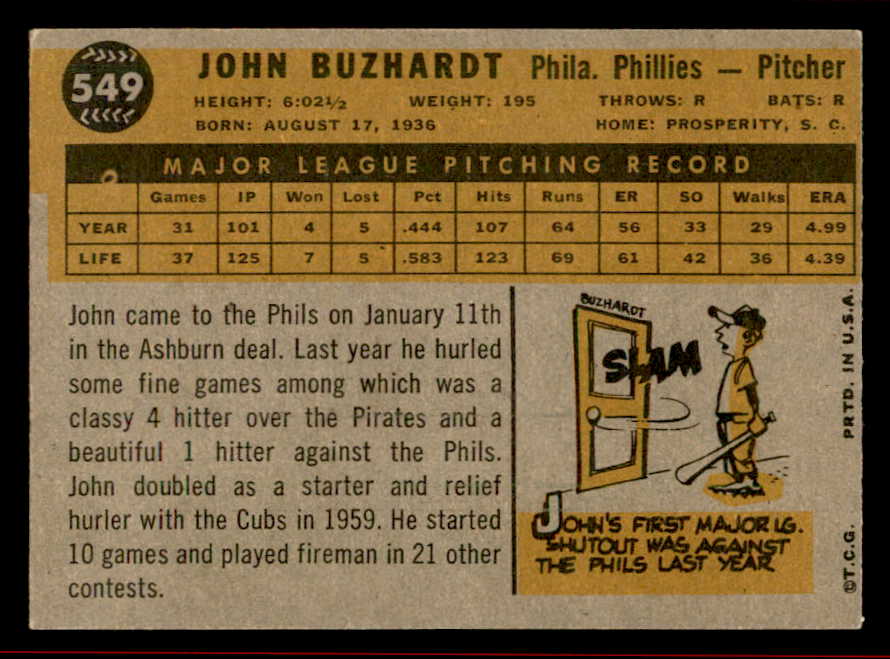 549
JOHN BUZHARDT Phila. Phillies — Pitcher
HEIGHT: 6:02½ WEIGHT: 195 THROWS: R BATS: R
BORN: AUGUST 17, 1936 HOME: PROSPERITY, S. C.
MAJOR LEAGUE PITCHING RECORD
Games IP Won Lost Pct Hits Runs ER SO Walks ERA
YEAR 31 101 4 5 .444 107 64 56 33 29 4.99
LIFE 37 125 7 5 .583 123 69 61 42 36 4.39
John came to the Phils on January 11th
in the Ashburn deal. Last year he hurled
some fine games among which was a
classy 4 hitter over the Pirates and a
beautiful 1 hitter against the Phils.
John doubled as a starter and relief
hurler with the Cubs in 1959. He started
10 games and played fireman in 21 other
contests.
BUZHARDT
SLAM
JOHN'S FIRST MAJOR LG.
SHUTOUT WAS AGAINST
THE PHILS LAST YEAR
©T.C.G. PRTD. IN U.S.A.